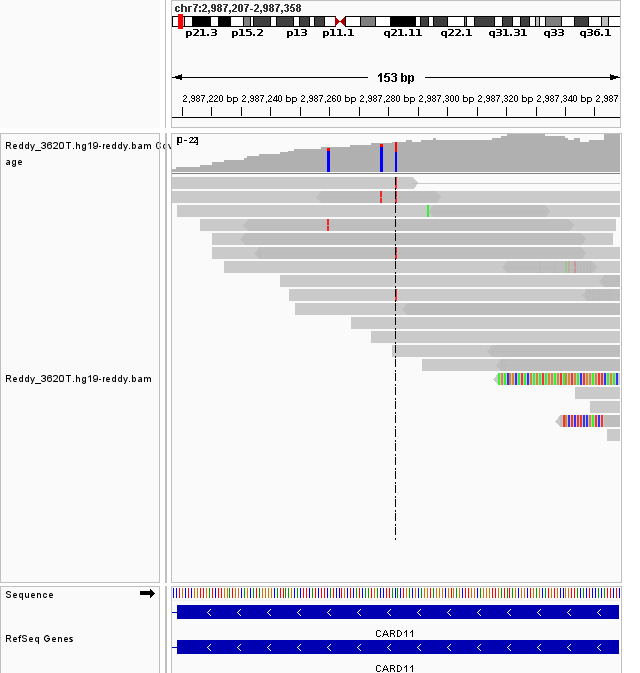 chr7:2,987,207-2,987,358
p21.3 p15.2 p13 p11.1 q21.11 q22.1 q31.31 q33 q36.1
153 bp
2,987,220 bp 2,987,240 bp 2,987,260 bp 2,987,280 bp 2,987,300 bp 2,987,320 bp 2,987,340 bp 2,987
Reddy_3620T.hg19-reddy.bam Cov
age
[0-22]
Reddy_3620T.hg19-reddy.bam
Sequence
CARD11
RefSeq Genes
CARD11